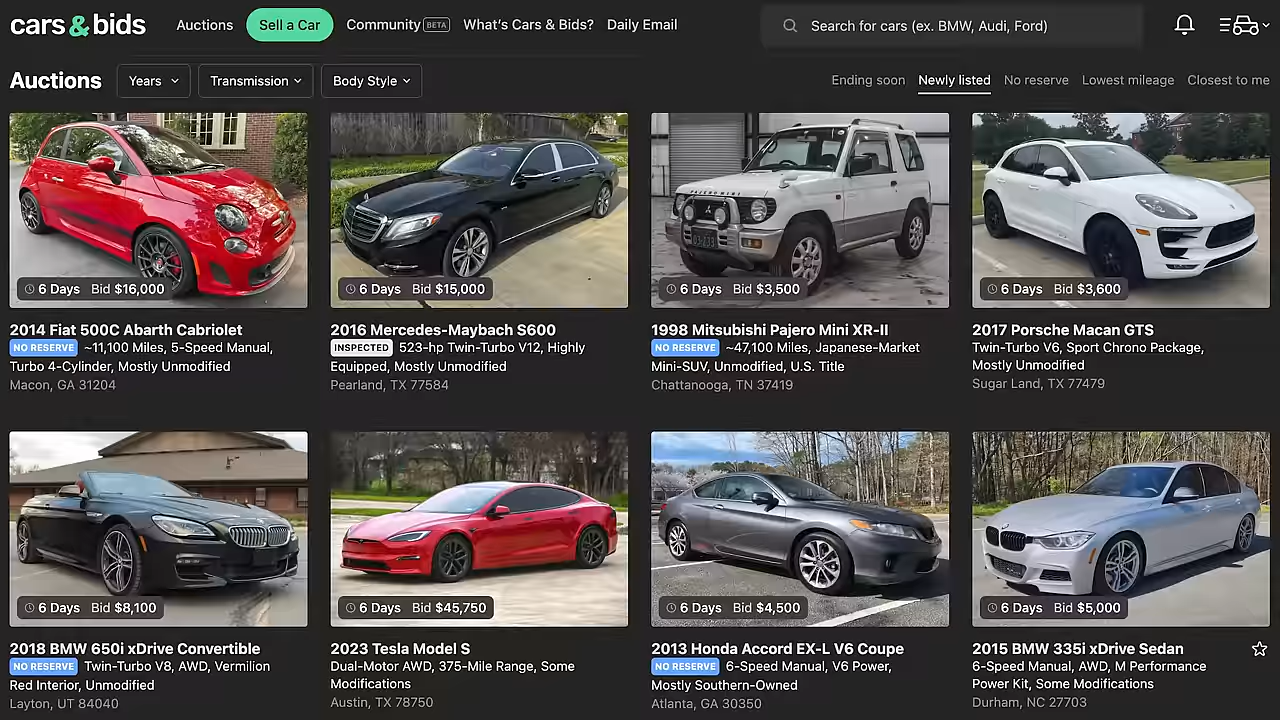 cars & bids
Auctions
Sell a Car
Community BETA
What's Cars & Bids?
Daily Email
Search for cars (ex. BMW, Audi, Ford)
Auctions
Years
Transmission
Body Style
Ending soon
Newly listed
No reserve
Lowest mileage
Closest to me
6 Days Bid $16,000
2014 Fiat 500C Abarth Cabriolet
NO RESERVE ~11,100 Miles, 5-Speed Manual,
Turbo 4-Cylinder, Mostly Unmodified
Macon, GA 31204
6 Days Bid $15,000
2016 Mercedes-Maybach S600
INSPECTED 523-hp Twin-Turbo V12, Highly
Equipped, Mostly Unmodified
Pearland, TX 77584
PAJERO MINI
6 Days Bid $3,500
1998 Mitsubishi Pajero Mini XR-II
NO RESERVE ~47,100 Miles, Japanese-Market
Mini-SUV, Unmodified, U.S. Title
Chattanooga, TN 37419
6 Days Bid $3,600
2017 Porsche Macan GTS
Twin-Turbo V6, Sport Chrono Package,
Mostly Unmodified
Sugar Land, TX 77479
6 Days Bid $8,100
2018 BMW 650i xDrive Convertible
NO RESERVE Twin-Turbo V8, AWD, Vermilion
Red Interior, Unmodified
Layton, UT 84040
6 Days Bid $45,750
2023 Tesla Model S
Dual-Motor AWD, 375-Mile Range, Some
Modifications
Austin, TX 78750
6 Days Bid $4,500
2013 Honda Accord EX-L V6 Coupe
NO RESERVE 6-Speed Manual, V6 Power,
Mostly Southern-Owned
Atlanta, GA 30350
6 Days Bid $5,000
2015 BMW 335i xDrive Sedan
6-Speed Manual, AWD, M Performance
Power Kit, Some Modifications
Durham, NC 27703